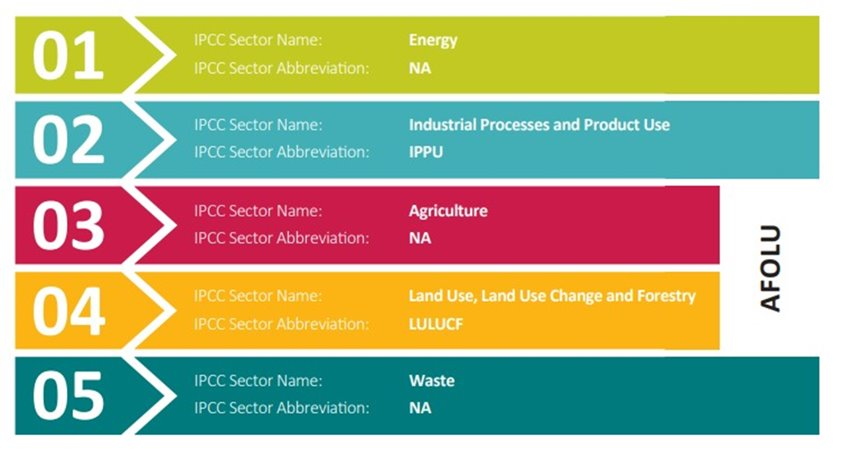 01
IPCC Sector Name: Energy
IPCC Sector Abbreviation: NA
02
IPCC Sector Name: Industrial Processes and Product Use
IPCC Sector Abbreviation: IPPU
03
IPCC Sector Name: Agriculture
IPCC Sector Abbreviation: NA
04
IPCC Sector Name: Land Use, Land Use Change and Forestry
IPCC Sector Abbreviation: LULUCF
AFOLU
05
IPCC Sector Name: Waste
IPCC Sector Abbreviation: NA